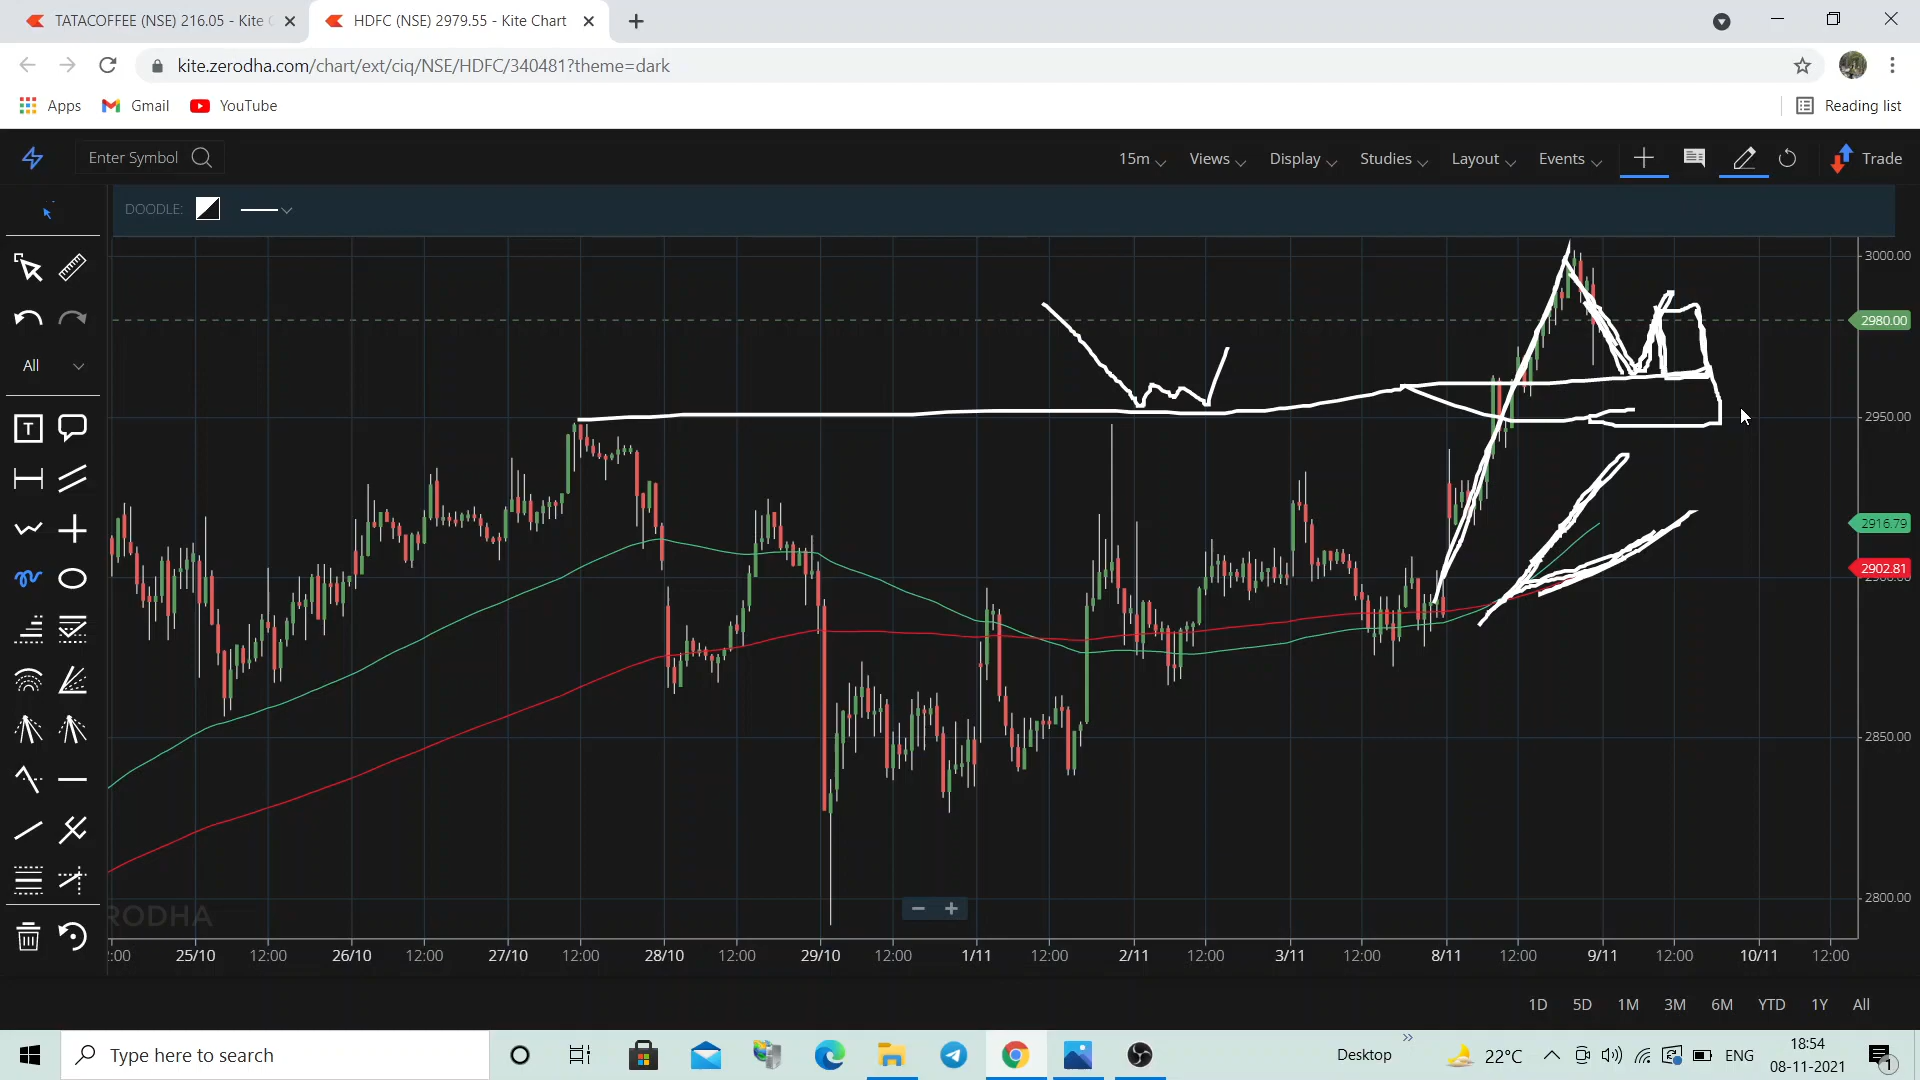 TATACOFFEE (NSE) 216.05 - Kite C
HDFC (NSE) 2979.55 - Kite Chart
kite.zerodha.com/chart/ext/ciq/NSE/HDFC/340481?theme=dark
Apps
Gmail
YouTube
Reading list
Enter Symbol
15m
Views
Display
Studies
Layout
Events
Trade
DOODLE:
All
T
3000.00
2980.00
2950.00
2916.79
2902.81
2850.00
2800.00
RODHA
:00
25/10
12:00
26/10
12:00
27/10
12:00
28/10
12:00
29/10
12:00
1/11
12:00
2/11
12:00
3/11
12:00
8/11
12:00
9/11
12:00
10/11
12:00
1D
5D
1M
3M
6M
YTD
1Y
All
Type here to search
Desktop
22°C
ENG
18:54
08-11-2021
1